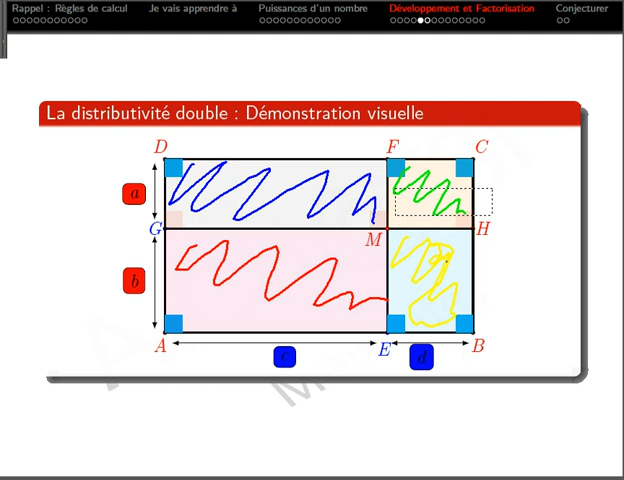 Rappel : Règles de calcul Je vais apprendre à Puissances d'un nombre Développement et Factorisation Conjecturer
La distributivité double : Démonstration visuelle
D F C
a
G M H
b
A E B
c d